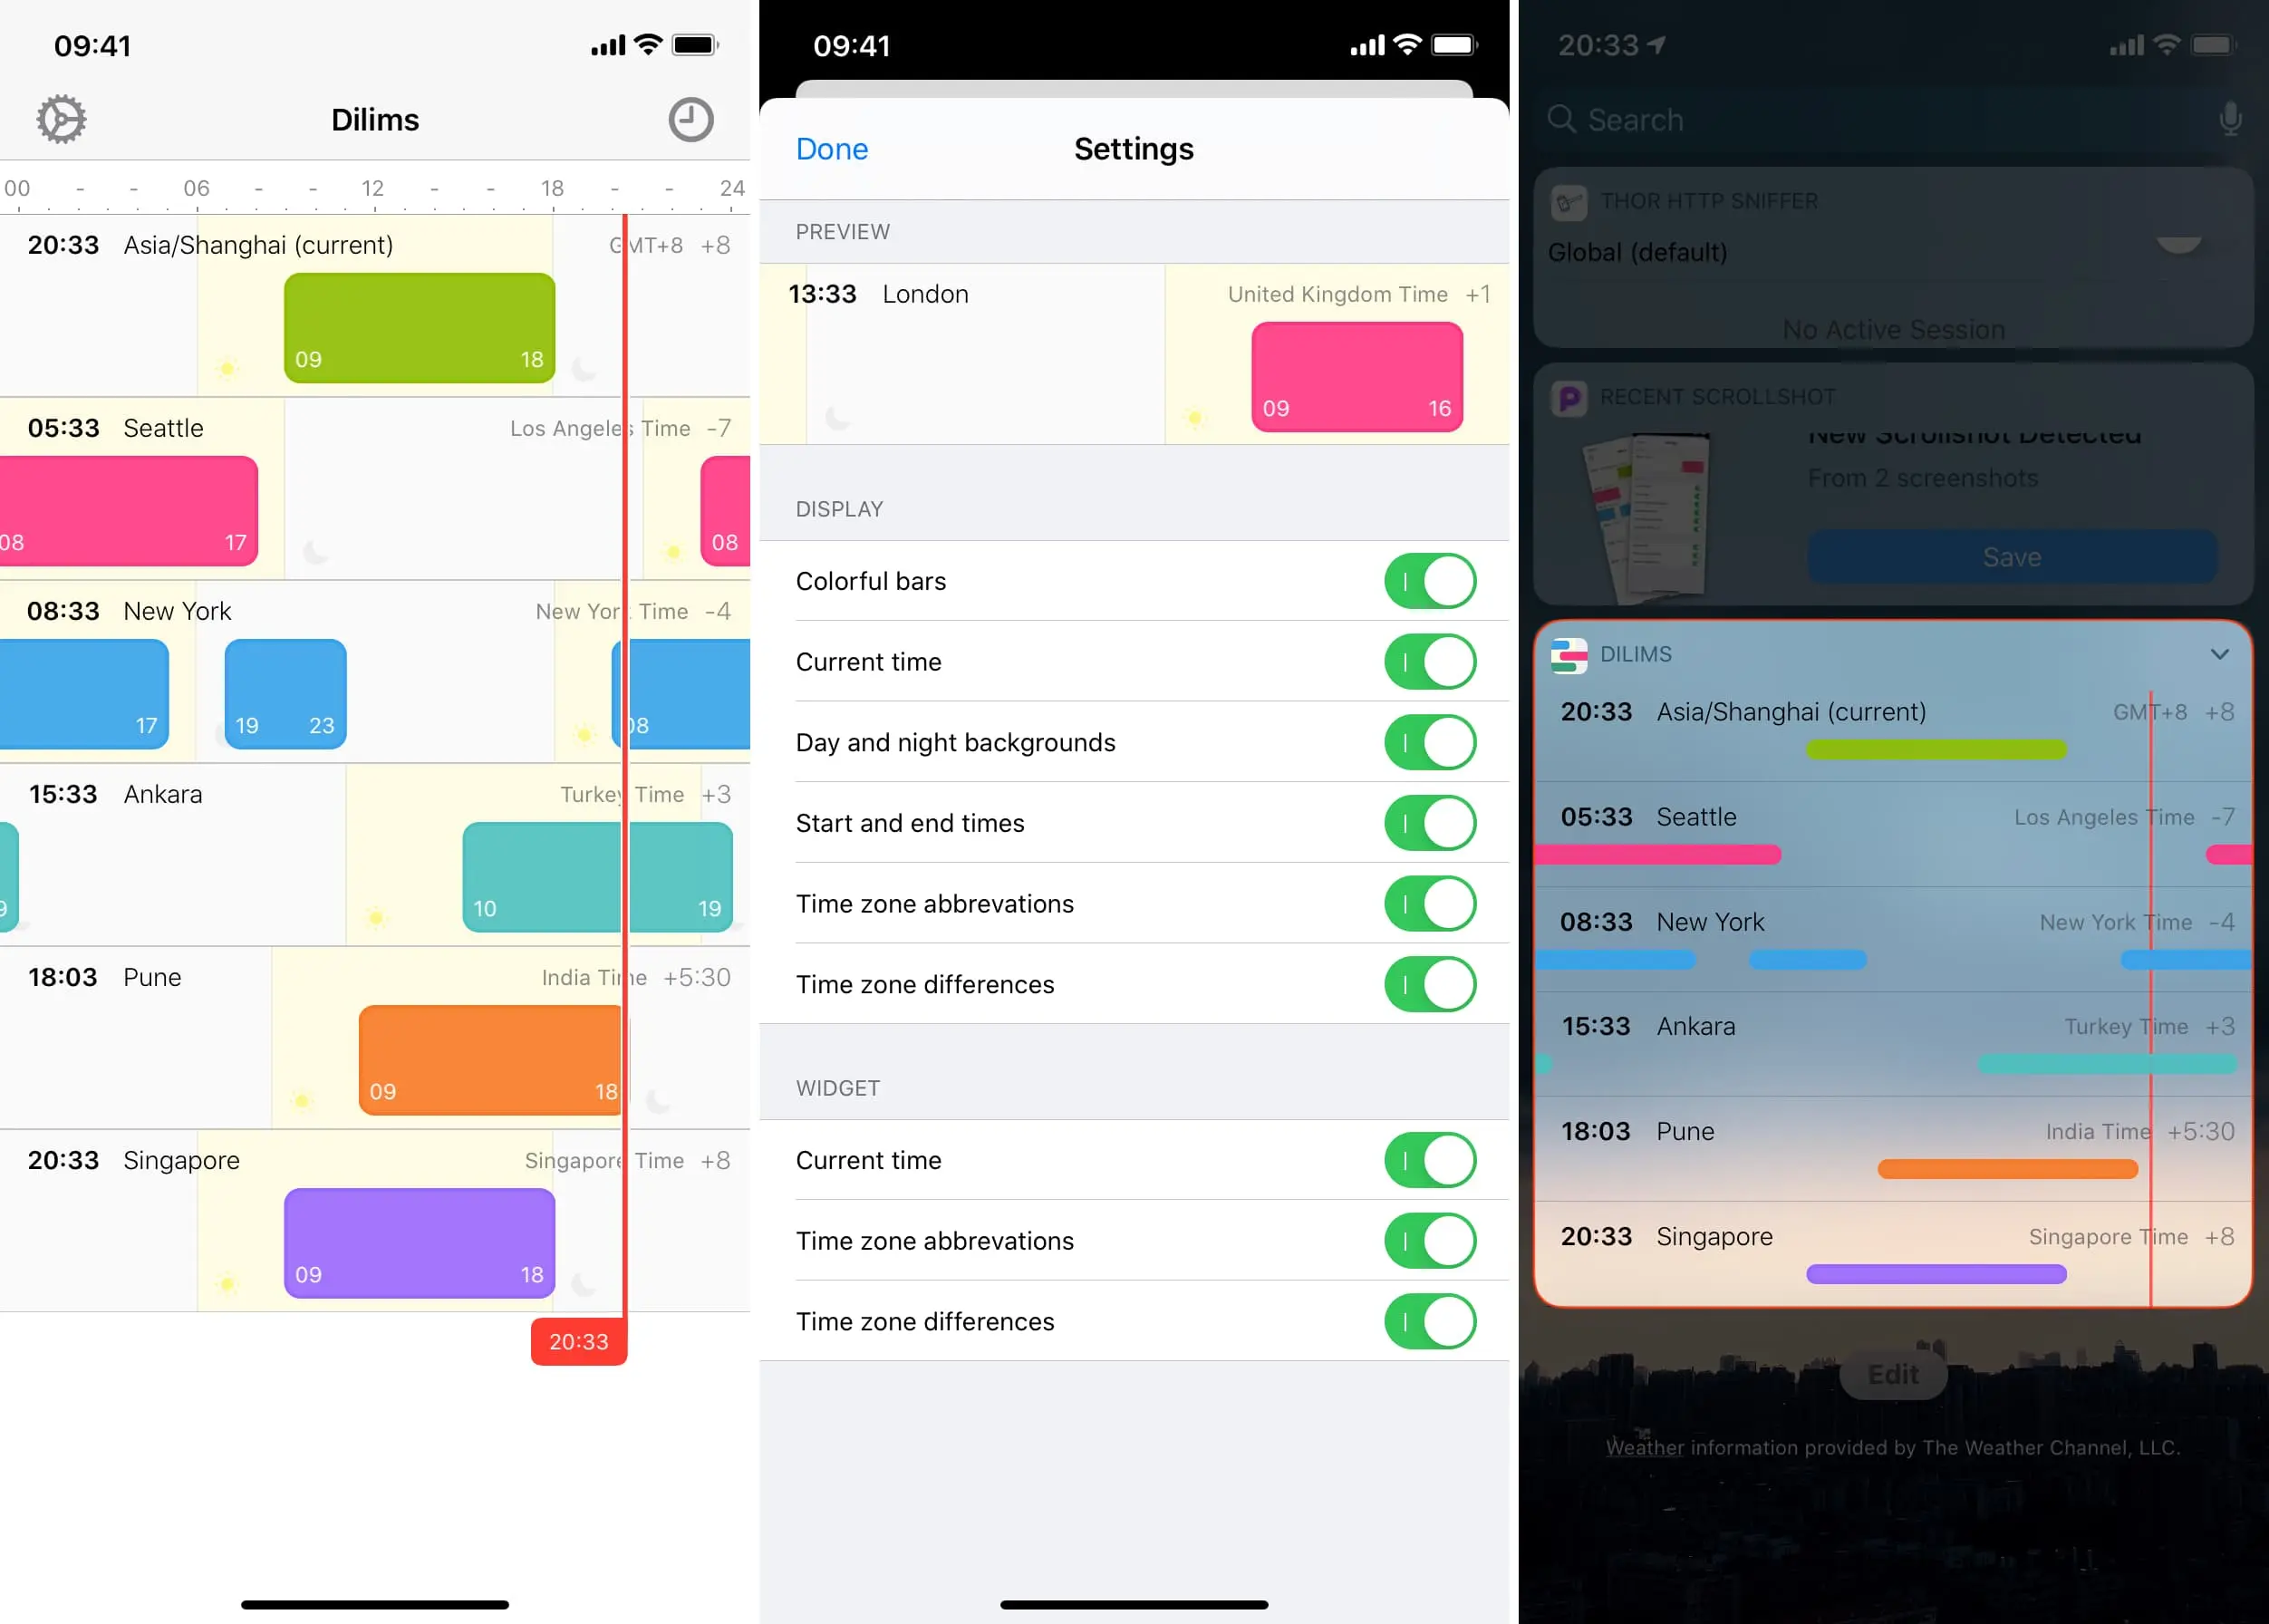 09:41
Dilims
00 - - 06 - - 12 - - 18 - - 24
20:33 Asia/Shanghai (current) GMT+8 +8
09 18
05:33 Seattle Los Angeles Time -7
08 17 08
08:33 New York New York Time -4
17 19 23 08
15:33 Ankara Turkey Time +3
9 10 19
18:03 Pune India Time +5:30
09 18
20:33 Singapore Singapore Time +8
09 18
20:33
09:41
Done Settings
PREVIEW
13:33 London United Kingdom Time +1
09 16
DISPLAY
Colorful bars
Current time
Day and night backgrounds
Start and end times
Time zone abbrevations
Time zone differences
WIDGET
Current time
Time zone abbrevations
Time zone differences
20:33
Search
THOR HTTP SNIFFER
Global (default)
No Active Session
RECENT SCROLLSHOT
New Scrollshot Detected
From 2 screenshots
Save
DILIMS
20:33 Asia/Shanghai (current) GMT+8 +8
05:33 Seattle Los Angeles Time -7
08:33 New York New York Time -4
15:33 Ankara Turkey Time +3
18:03 Pune India Time +5:30
20:33 Singapore Singapore Time +8
Edit
Weather information provided by The Weather Channel, LLC.